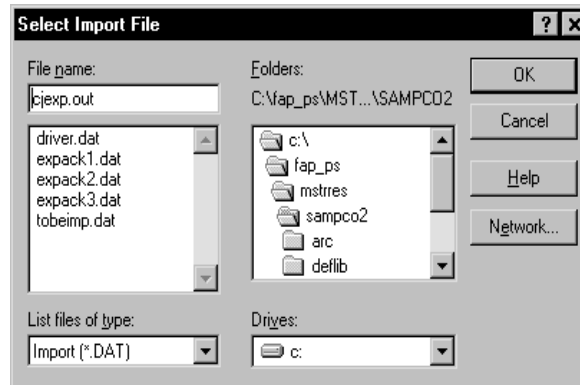 Select Import File
File name:
cjexp.out
driver.dat
expack1.dat
expack2.dat
expack3.dat
tobeimp.dat
List files of type:
Import (*.DAT)
Folders:
C:\fap_ps\MST...\SAMPCO2
c:\
fap_ps
mstrres
sampco2
arc
deflib
Drives:
c:
OK
Cancel
Help
Network...